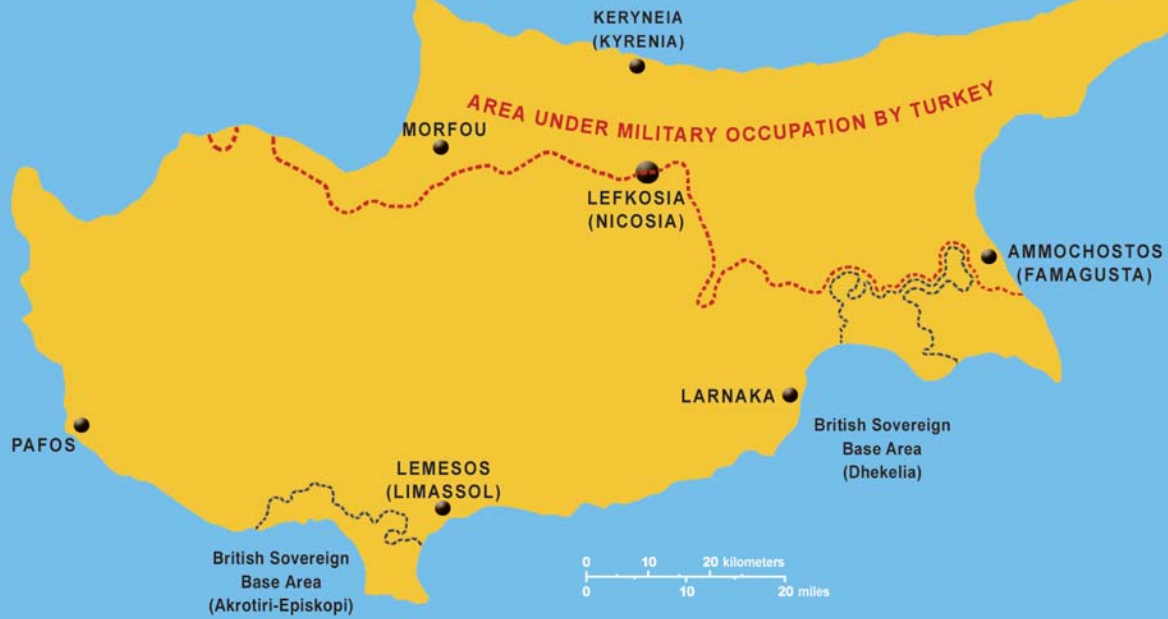 KERYNEIA
(KYRENIA)
AREA UNDER MILITARY OCCUPATION BY TURKEY
MORFOU
LEFKOSIA
(NICOSIA)
AMMOCHOSTOS
(FAMAGUSTA)
LARNAKA
PAFOS
British Sovereign
Base Area
(Dhekelia)
LEMESOS
(LIMASSOL)
British Sovereign
Base Area
(Akrotiri-Episkopi)
0 10 20 kilometers
0 10 20 miles